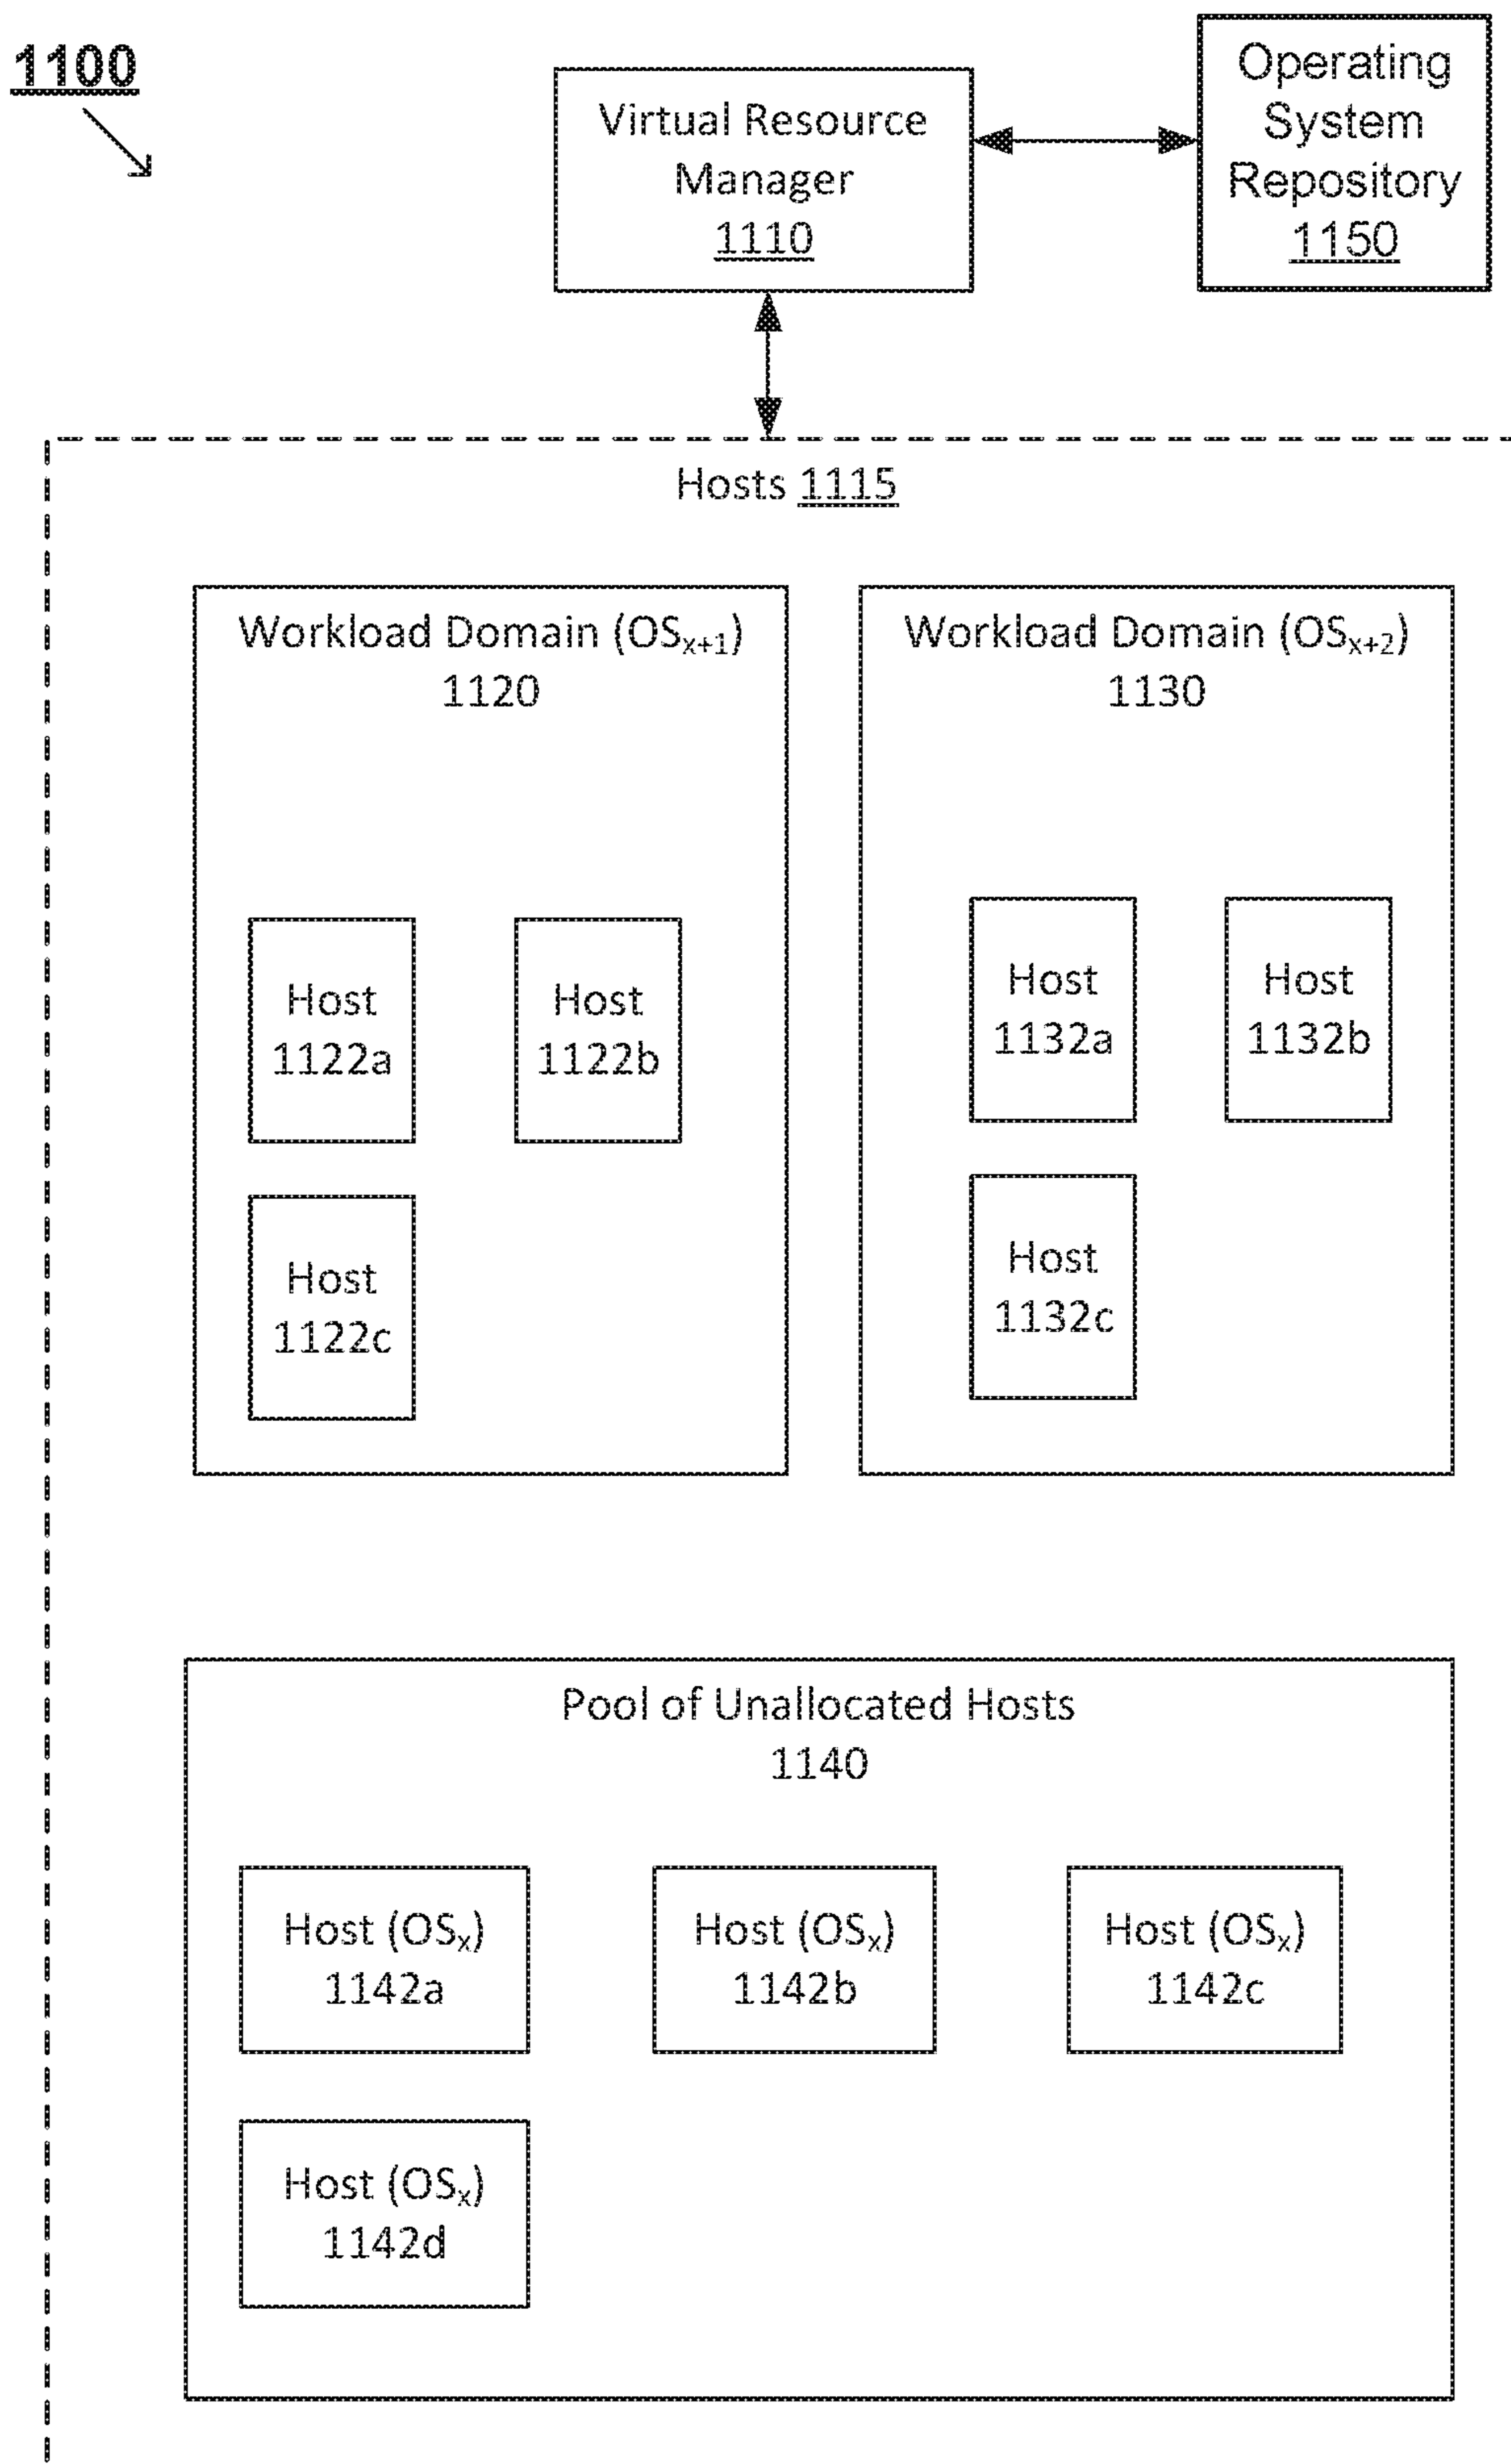 1100
Virtual Resource
Manager
1110
Operating
System
Repository
1150
Hosts 1115
Workload Domain (OSx+1)
1120
Host
1122a
Host
1122b
Host
1122c
Workload Domain (OSx+2)
1130
Host
1132a
Host
1132b
Host
1132c
Pool of Unallocated Hosts
1140
Host (OSx)
1142a
Host (OSx)
1142b
Host (OSx)
1142c
Host (OSx)
1142d